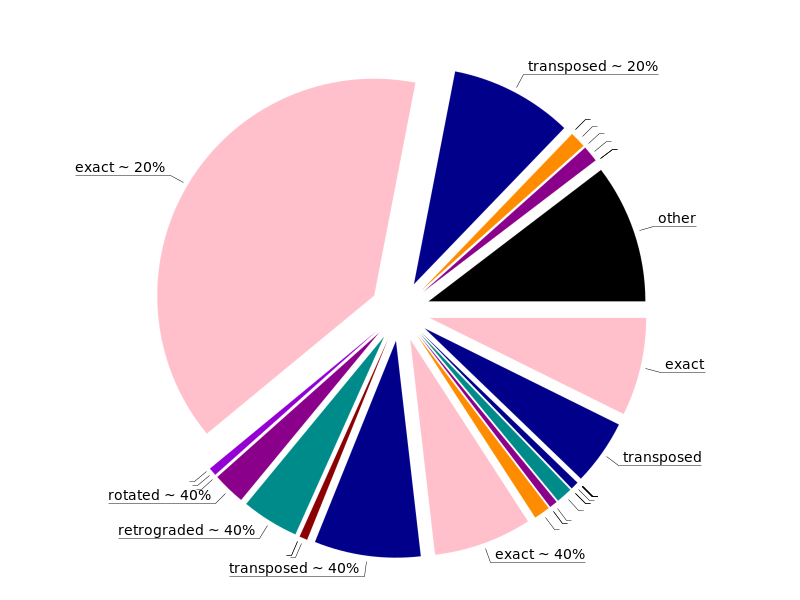 transposed ~ 20%
exact ~ 20%
other
exact
transposed
rotated ~ 40%
retrograded ~ 40%
exact ~ 40%
transposed ~ 40%